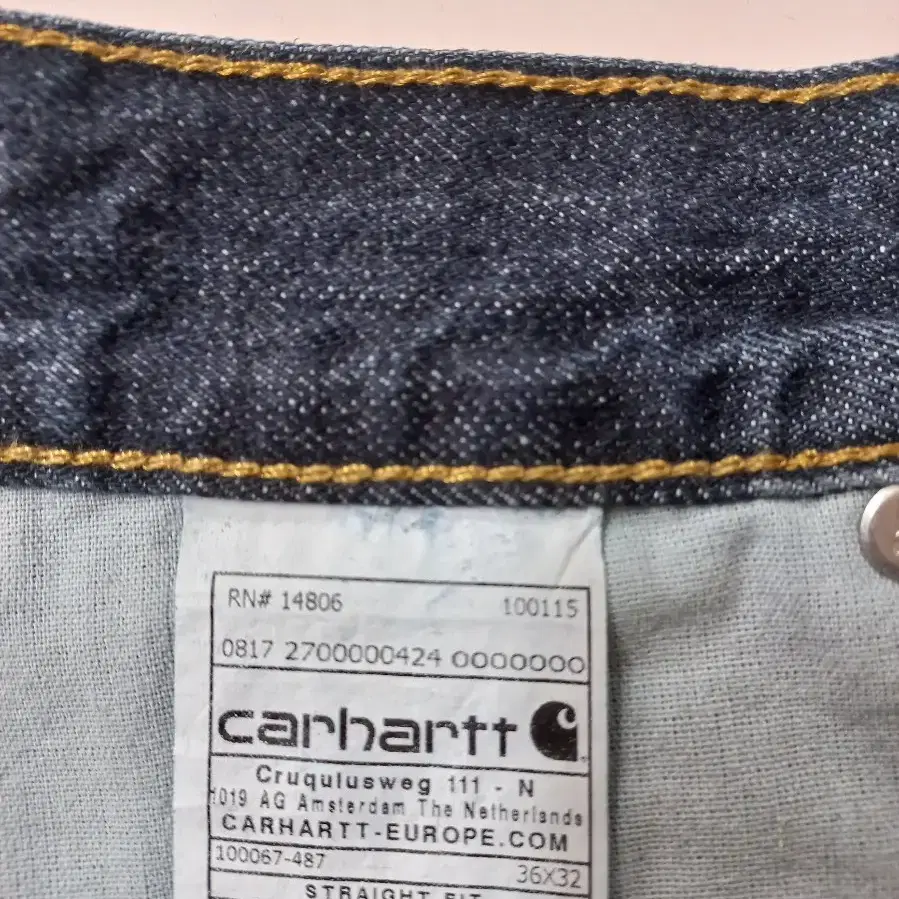 RN# 14806 100115
0817 2700000424 0000000
carhartt
Cruquiusweg 111 - N
1019 AG Amsterdam The Netherlands
CARHARTT-EUROPE.COM
100067-487 36X32
STRAIGHT FIT